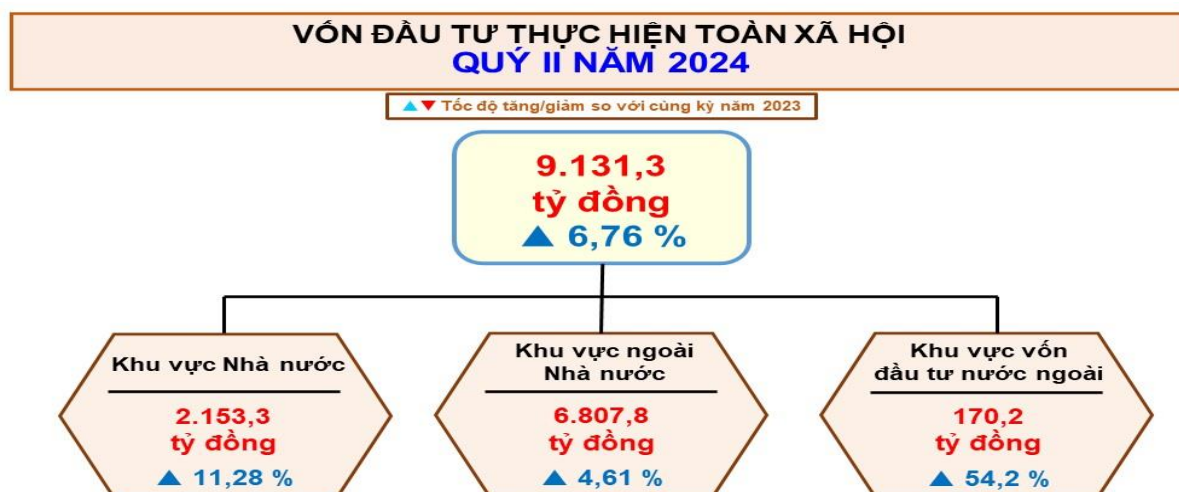 VỐN ĐẦU TƯ THỰC HIỆN TOÀN XÃ HỘI
QUÝ II NĂM 2024
▲▼ Tốc độ tăng/giảm so với cùng kỳ năm 2023
9.131,3
tỷ đồng
▲ 6,76 %
Khu vực Nhà nước
2.153,3
tỷ đồng
▲ 11,28 %
Khu vực ngoài
Nhà nước
6.807,8
tỷ đồng
▲ 4,61 %
Khu vực vốn
đầu tư nước ngoài
170,2
tỷ đồng
▲ 54,2 %